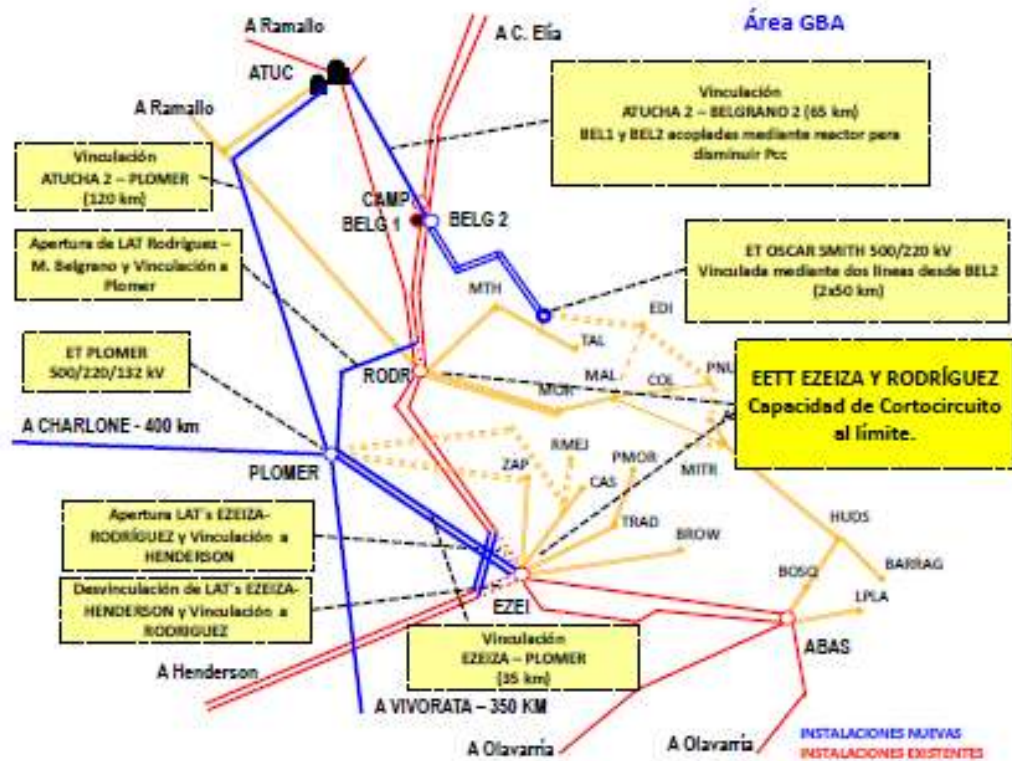 Área GBA
A Ramallo
A C. Elía
ATUC
A Ramallo
Vinculación
ATUCHA 2 – BELGRANO 2 (65 km)
BEL1 y BEL2 acopladas mediante reactor para
disminuir Pcc
Vinculación
ATUCHA 2 – PLOMER
(120 km)
CAMP
BELG 1
BELG 2
Apertura de LAT Rodríguez –
M. Belgrano y Vinculación a
Plomer
ET OSCAR SMITH 500/220 kV
Vinculada mediante dos líneas desde BEL2
(2x50 km)
MTH
EDI
TAL
ET PLOMER
500/220/132 kV
RODR
MOR
MAL
COL
PNU
EETT EZEIZA Y RODRÍGUEZ
Capacidad de Cortocircuito
al límite.
A CHARLONE - 400 km
PLOMER
ZAP
RMEJ
PMOR
CAS
MITR
Apertura LAT´s EZEIZA-
RODRÍGUEZ y Vinculación a
HENDERSON
TRAD
BROW
HUDS
BARRAG
BOSQ
LPLA
Desvinculación de LAT´s EZEIZA-
HENDERSON y Vinculación a
RODRIGUEZ
EZEI
Vinculación
EZEIZA – PLOMER
(35 km)
ABAS
A Henderson
A VIVORATA – 350 KM
A Olavarría
A Olavarría
INSTALACIONES NUEVAS
INSTALACIONES EXISTENTES